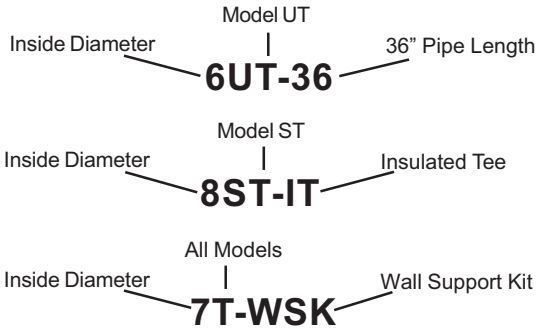 Model UT
Inside Diameter
36” Pipe Length
6UT-36
Model ST
Inside Diameter
Insulated Tee
8ST-IT
All Models
Inside Diameter
Wall Support Kit
7T-WSK